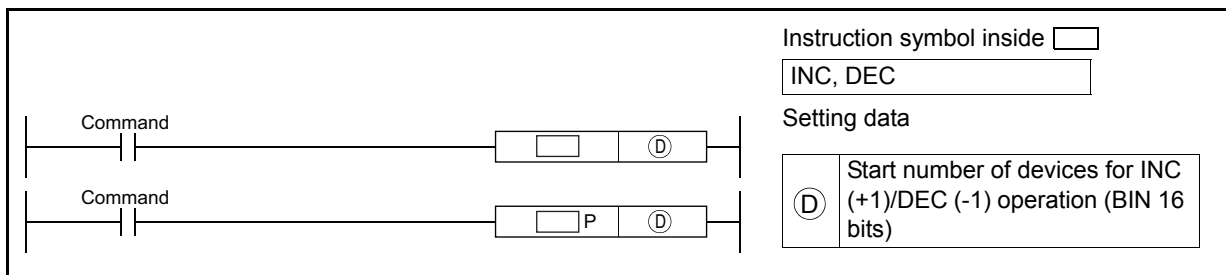 Instruction symbol inside
INC, DEC
Setting data
Ⓓ Start number of devices for INC
(+1)/DEC (-1) operation (BIN 16
bits)
Command
Ⓓ
Command
P Ⓓ